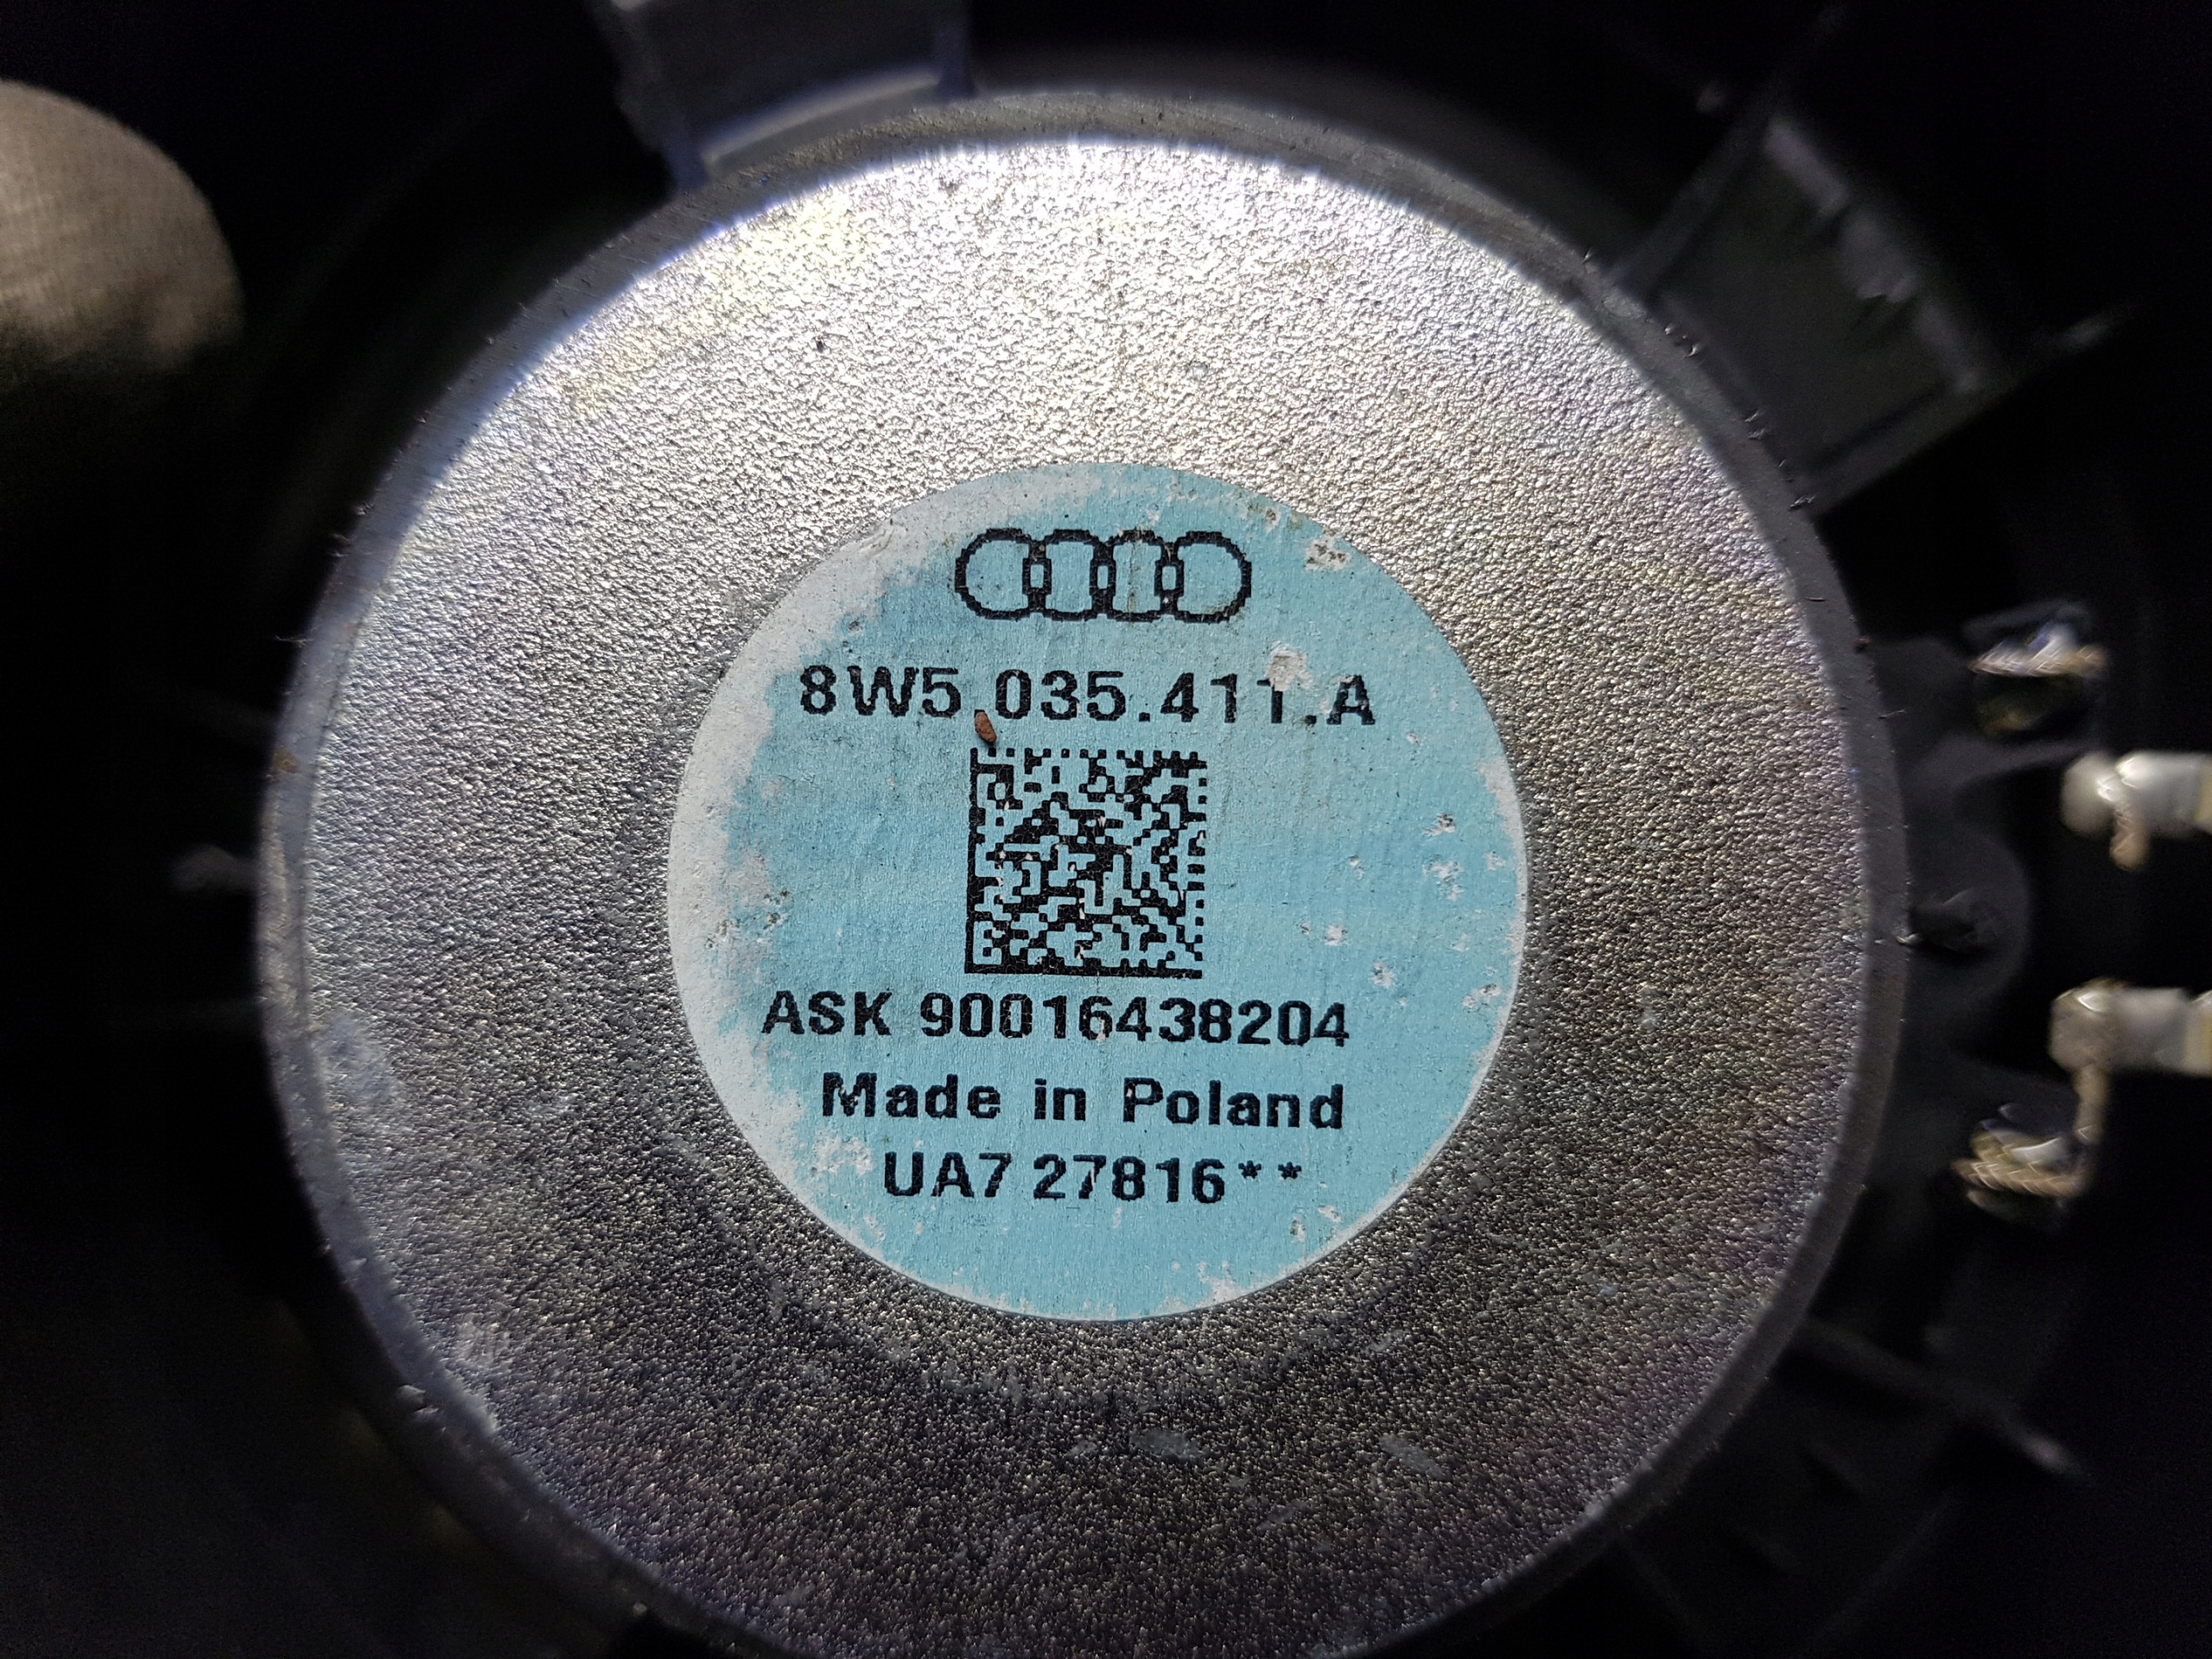 8W5.035.411.A
ASK 90016438204
Made in Poland
UA7 27816**